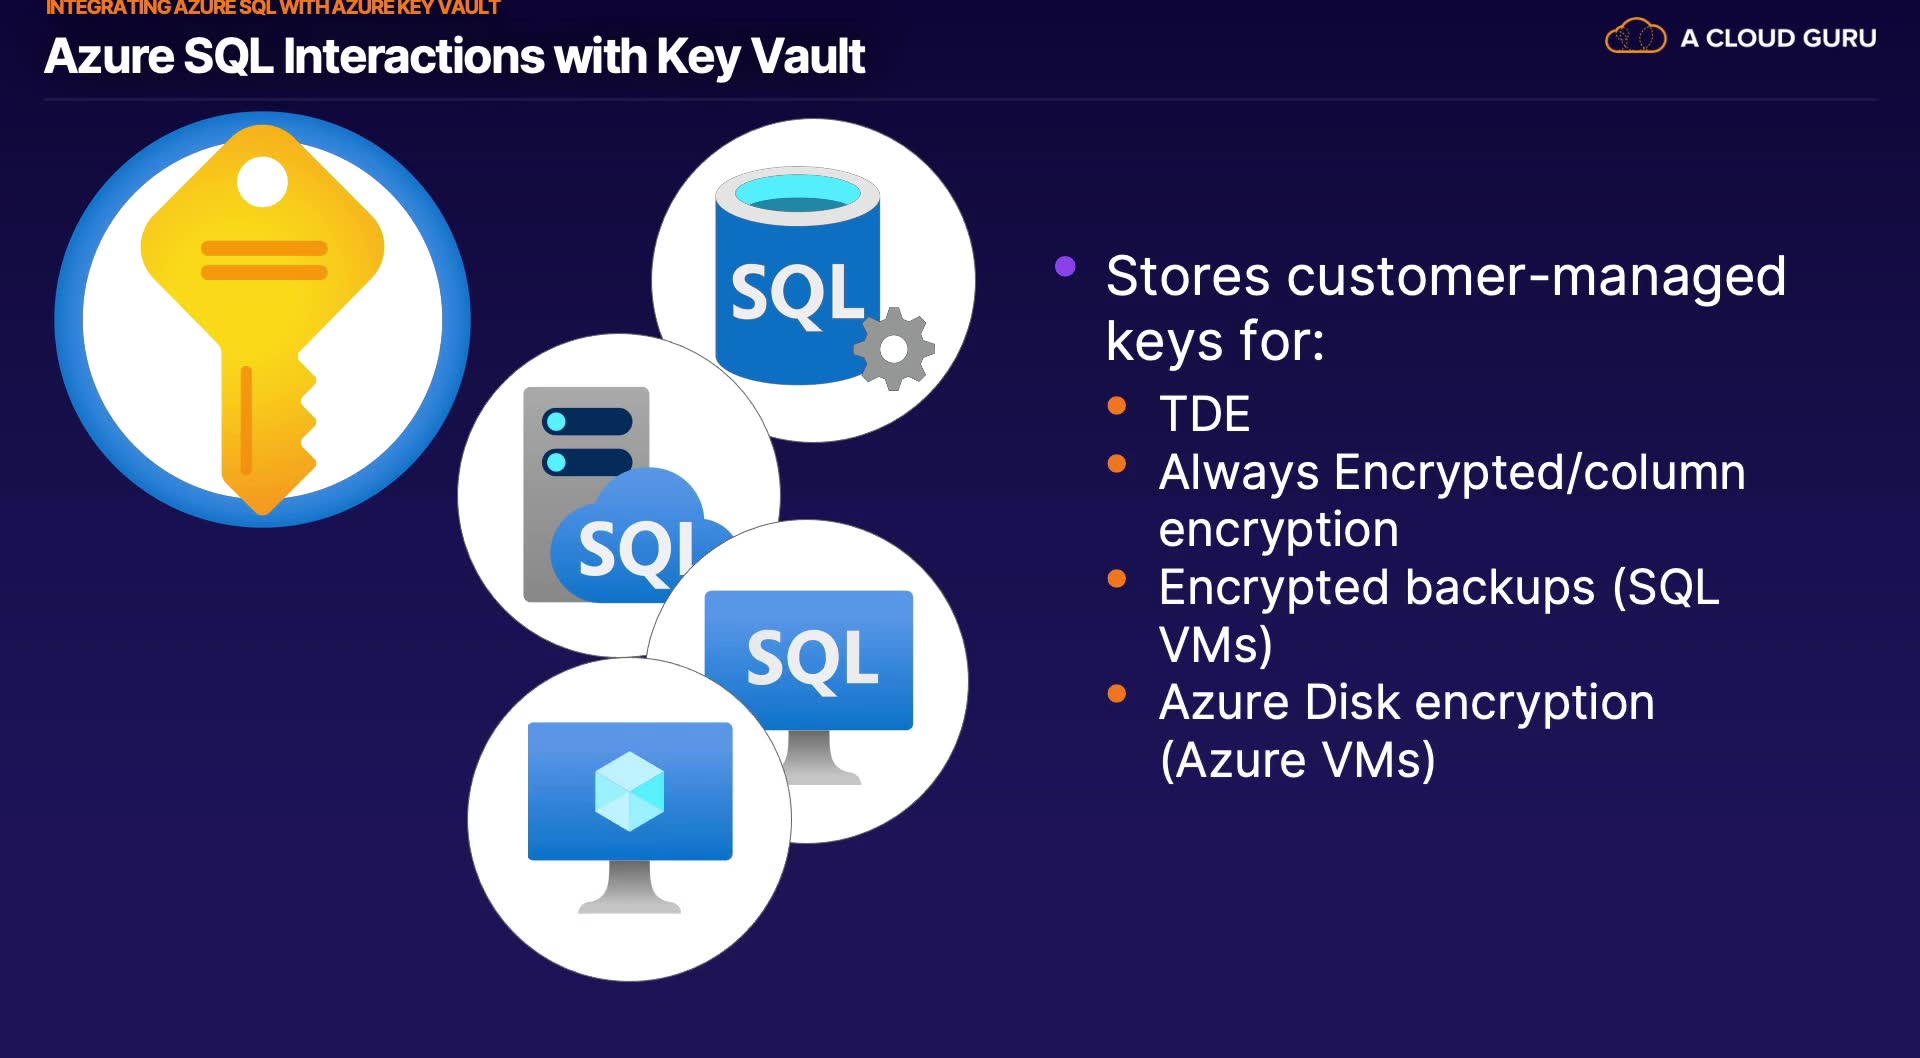 INTEGRATING AZURE SQL WITH AZURE KEY VAULT
Azure SQL Interactions with Key Vault
A CLOUD GURU
SQL
SQL
SQL
Stores customer-managed
keys for:
TDE
Always Encrypted/column
encryption
Encrypted backups (SQL
VMs)
Azure Disk encryption
(Azure VMs)